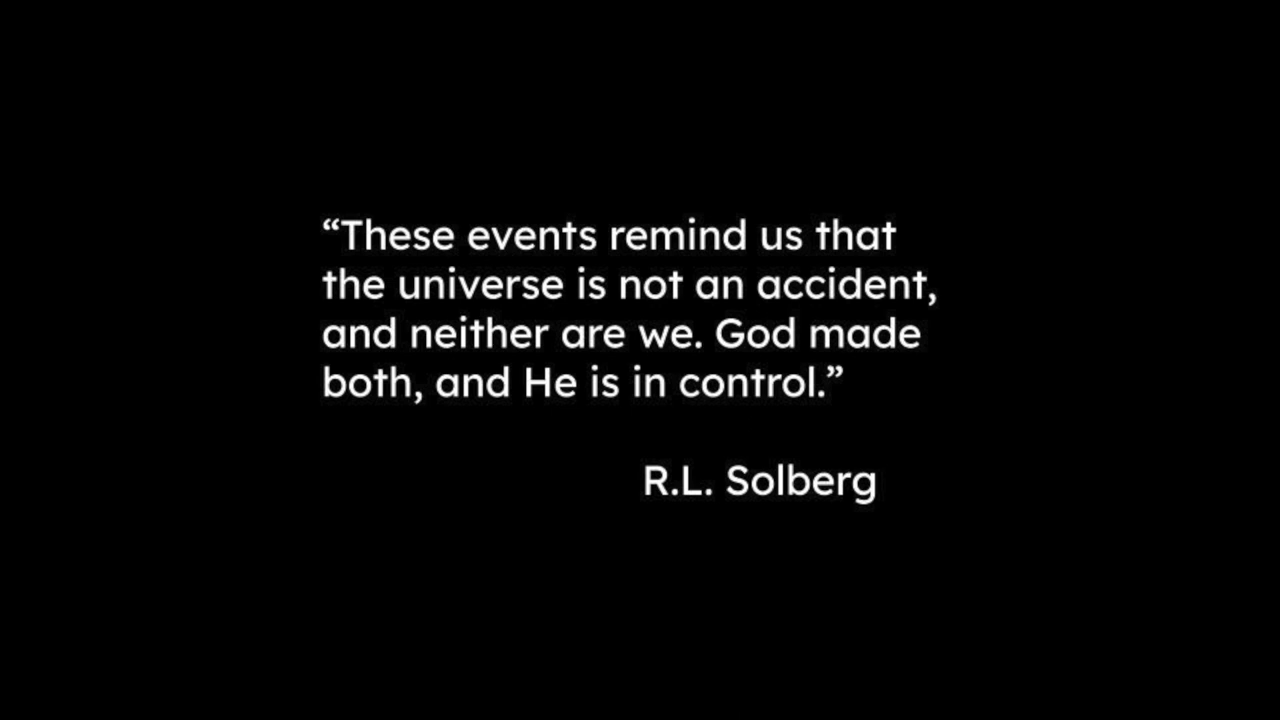 “These events remind us that
the universe is not an accident,
and neither are we. God made
both, and He is in control.”
R.L. Solberg